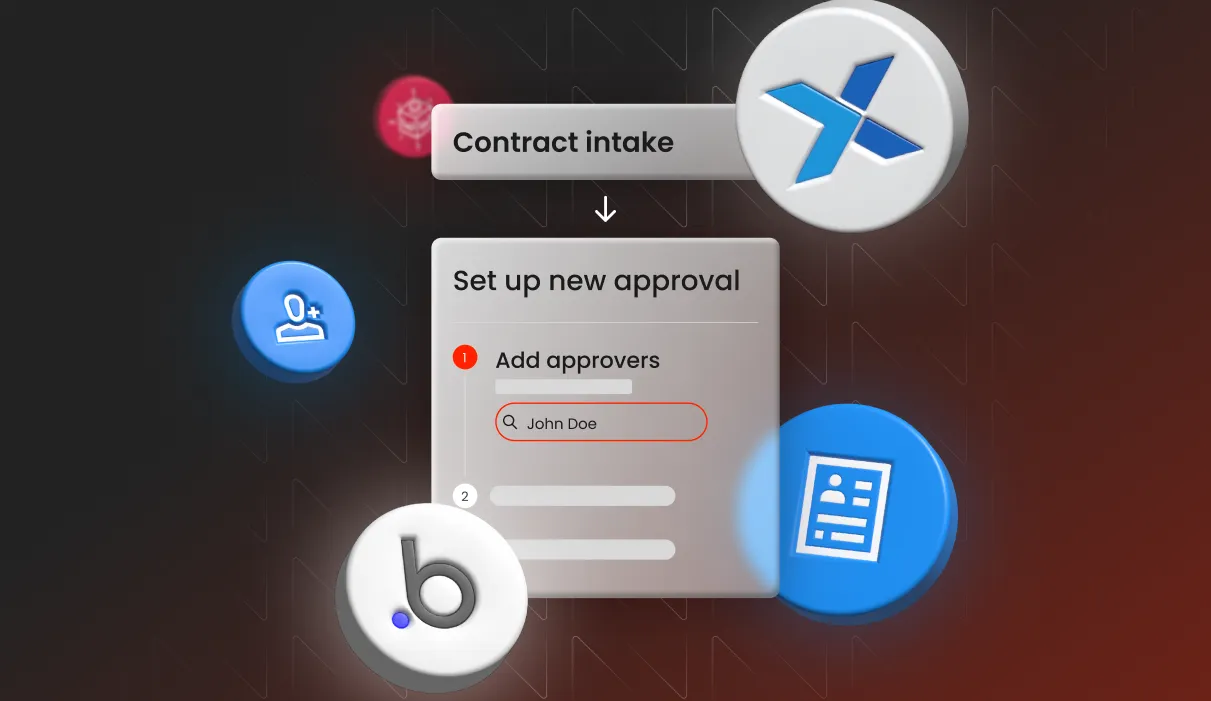 Contract intake
Set up new approval
1
Add approvers
John Doe
2
b